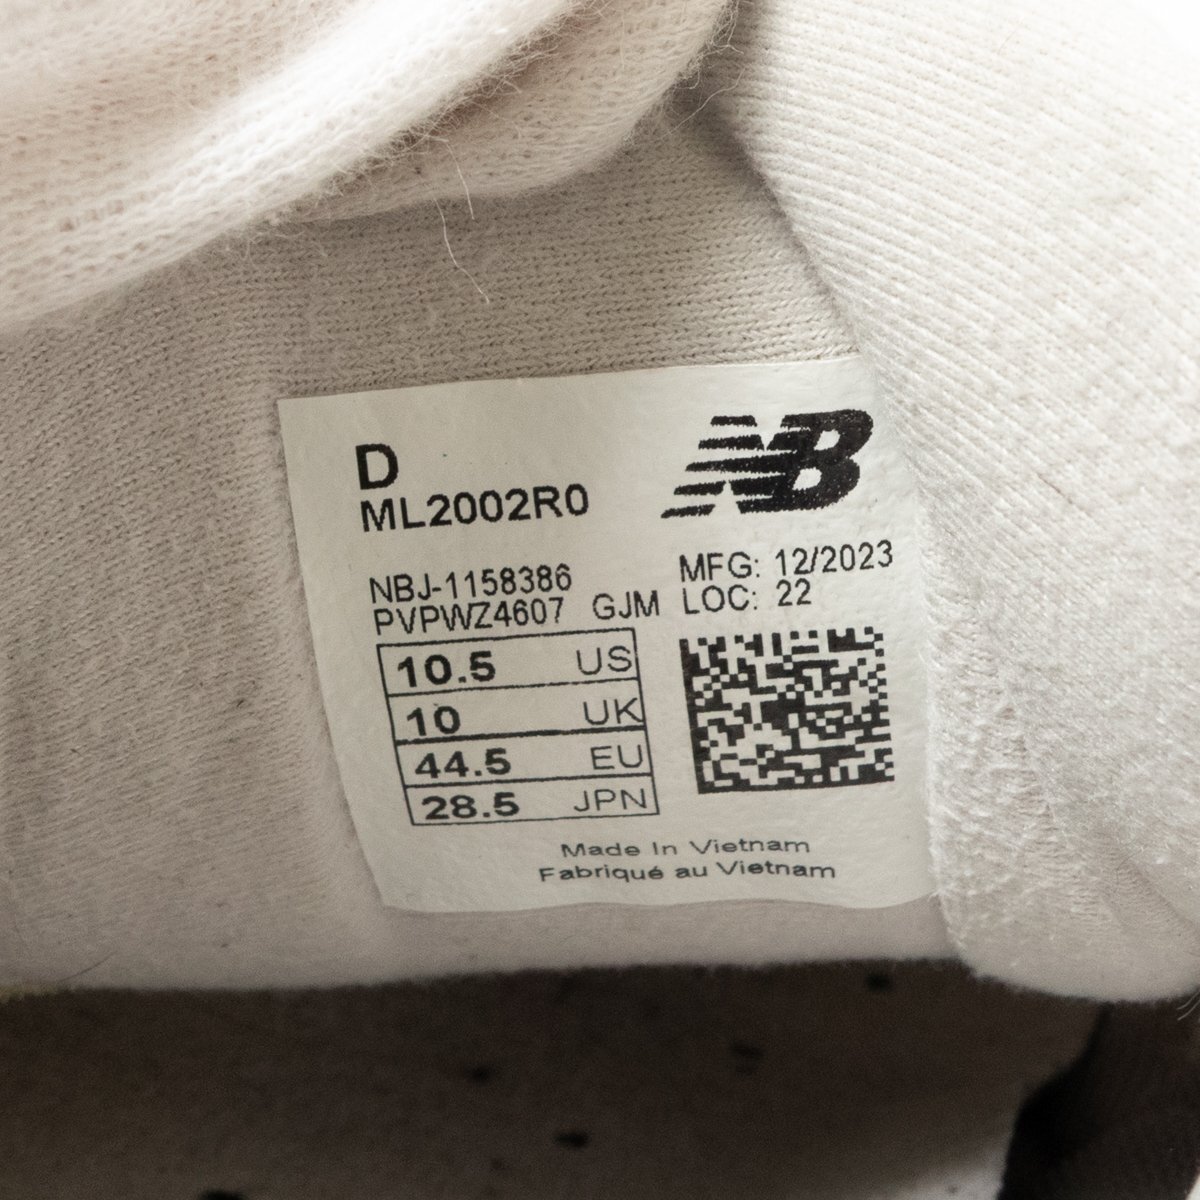 D
NB
ML2002R0
NBJ-1158386
PVPWZ4607 GJM
MFG: 12/2023
LOC: 22
10.5 US
10 UK
44.5 EU
28.5 JPN
Made In Vietnam
Fabriqué au Vietnam